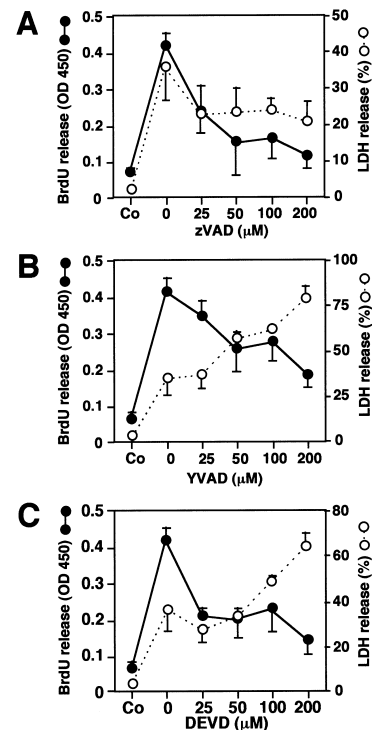 A
BrdU release (OD 450)
0.5
0.4
0.3
0.2
0.1
0
50
40
30
20
10
0
LDH release (%)
Co 0 25 50 100 200
zVAD (μM)
B
BrdU release (OD 450)
0.5
0.4
0.3
0.2
0.1
0
100
75
50
25
0
LDH release (%)
Co 0 25 50 100 200
YVAD (μM)
C
BrdU release (OD 450)
0.5
0.4
0.3
0.2
0.1
0
80
60
40
20
0
LDH release (%)
Co 0 25 50 100 200
DEVD (μM)